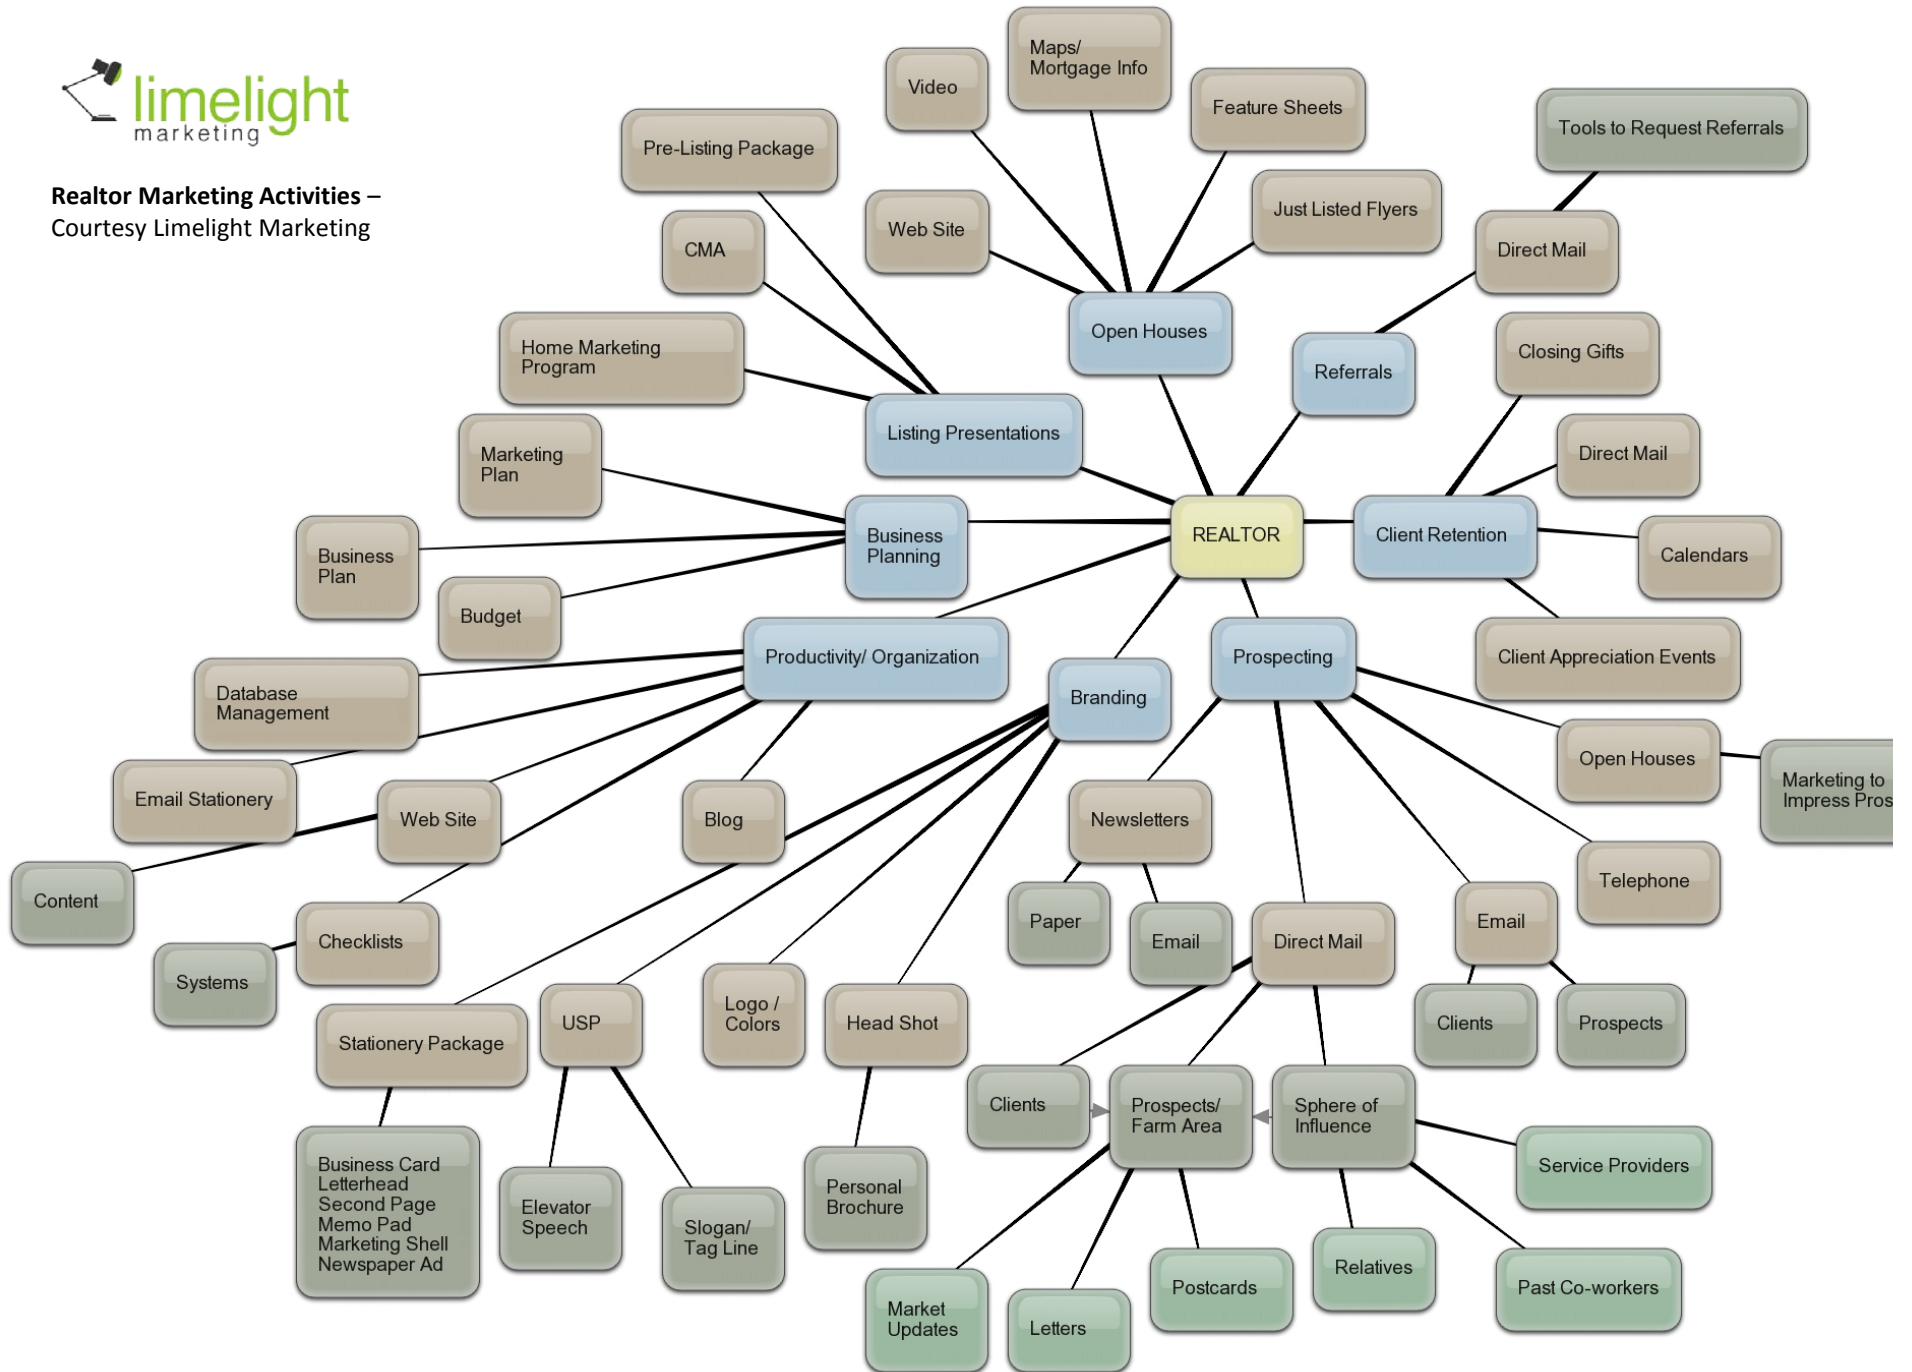 limelight
marketing
Realtor Marketing Activities –
Courtesy Limelight Marketing
Maps/
Mortgage Info
Video
Feature Sheets
Tools to Request Referrals
Pre-Listing Package
Just Listed Flyers
Web Site
CMA
Direct Mail
Open Houses
Home Marketing
Program
Referrals
Closing Gifts
Listing Presentations
Marketing
Plan
Direct Mail
Business
Planning
REALTOR
Client Retention
Calendars
Business
Plan
Budget
Productivity/ Organization
Prospecting
Client Appreciation Events
Database
Management
Branding
Open Houses
Marketing to
Impress Pros
Email Stationery
Web Site
Blog
Newsletters
Telephone
Content
Checklists
Paper
Email
Direct Mail
Email
Systems
Stationery Package
USP
Logo /
Colors
Head Shot
Clients
Prospects
Clients
Prospects/
Farm Area
Sphere of
Influence
Business Card
Letterhead
Second Page
Memo Pad
Marketing Shell
Newspaper Ad
Elevator
Speech
Slogan/
Tag Line
Personal
Brochure
Service Providers
Relatives
Past Co-workers
Postcards
Market
Updates
Letters